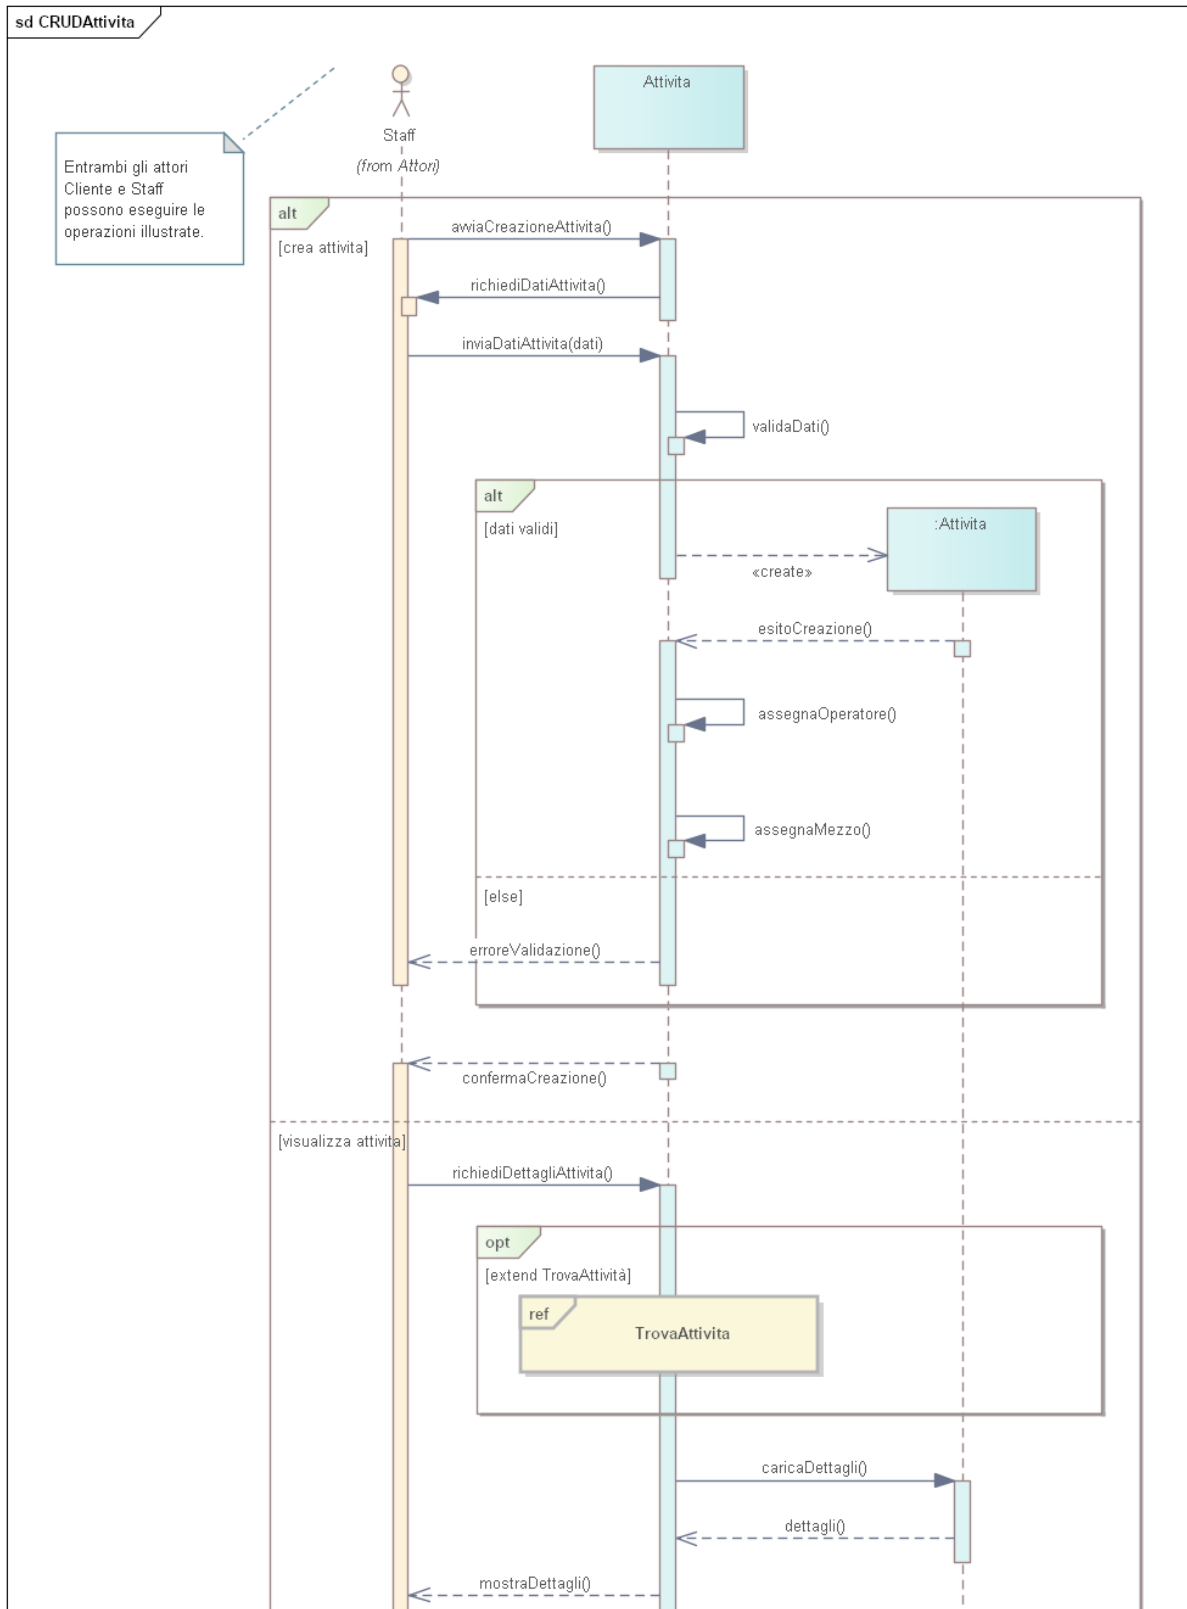 sd CRUDAttivita
Attivita
Staff
(from Attori)
Entrambi gli attori
Cliente e Staff
possono eseguire le
operazioni illustrate.
alt
[crea attivita]
avviaCreazioneAttivita()
richiediDatiAttivita()
inviaDatiAttivita(dati)
validaDati()
alt
[dati validi]
:Attivita
«create»
esitoCreazione()
assegnaOperatore()
assegnaMezzo()
[else]
erroreValidazione()
confermaCreazione()
[visualizza attivita]
richiediDettagliAttivita()
opt
[extend TrovaAttività]
ref
TrovaAttivita
caricaDettagli()
dettagli()
mostraDettagli()